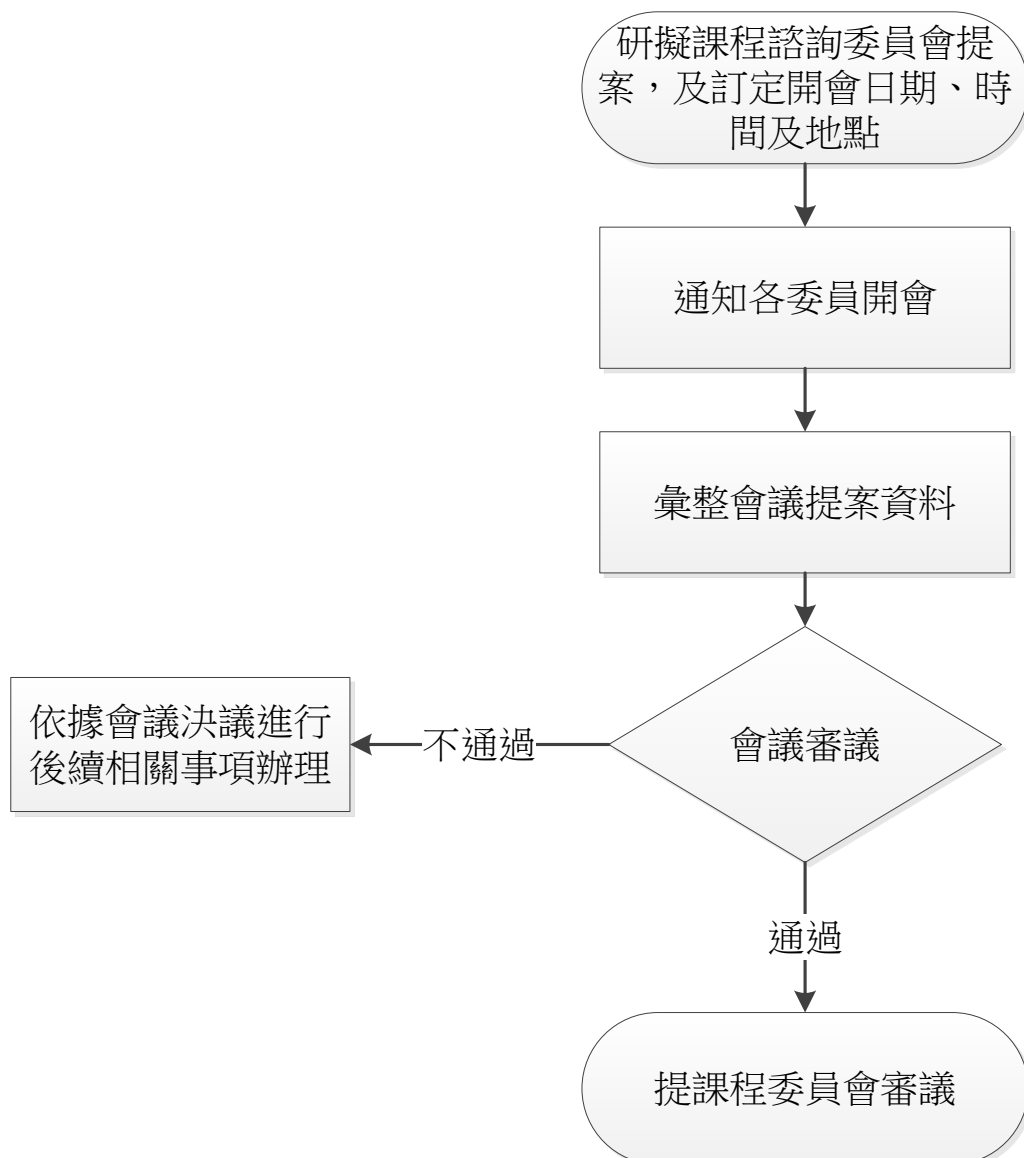 研擬課程諮詢委員會提
案，及訂定開會日期、時
間及地點
通知各委員開會
彙整會議提案資料
會議審議
不通過
依據會議決議進行
後續相關事項辦理
通過
提課程委員會審議